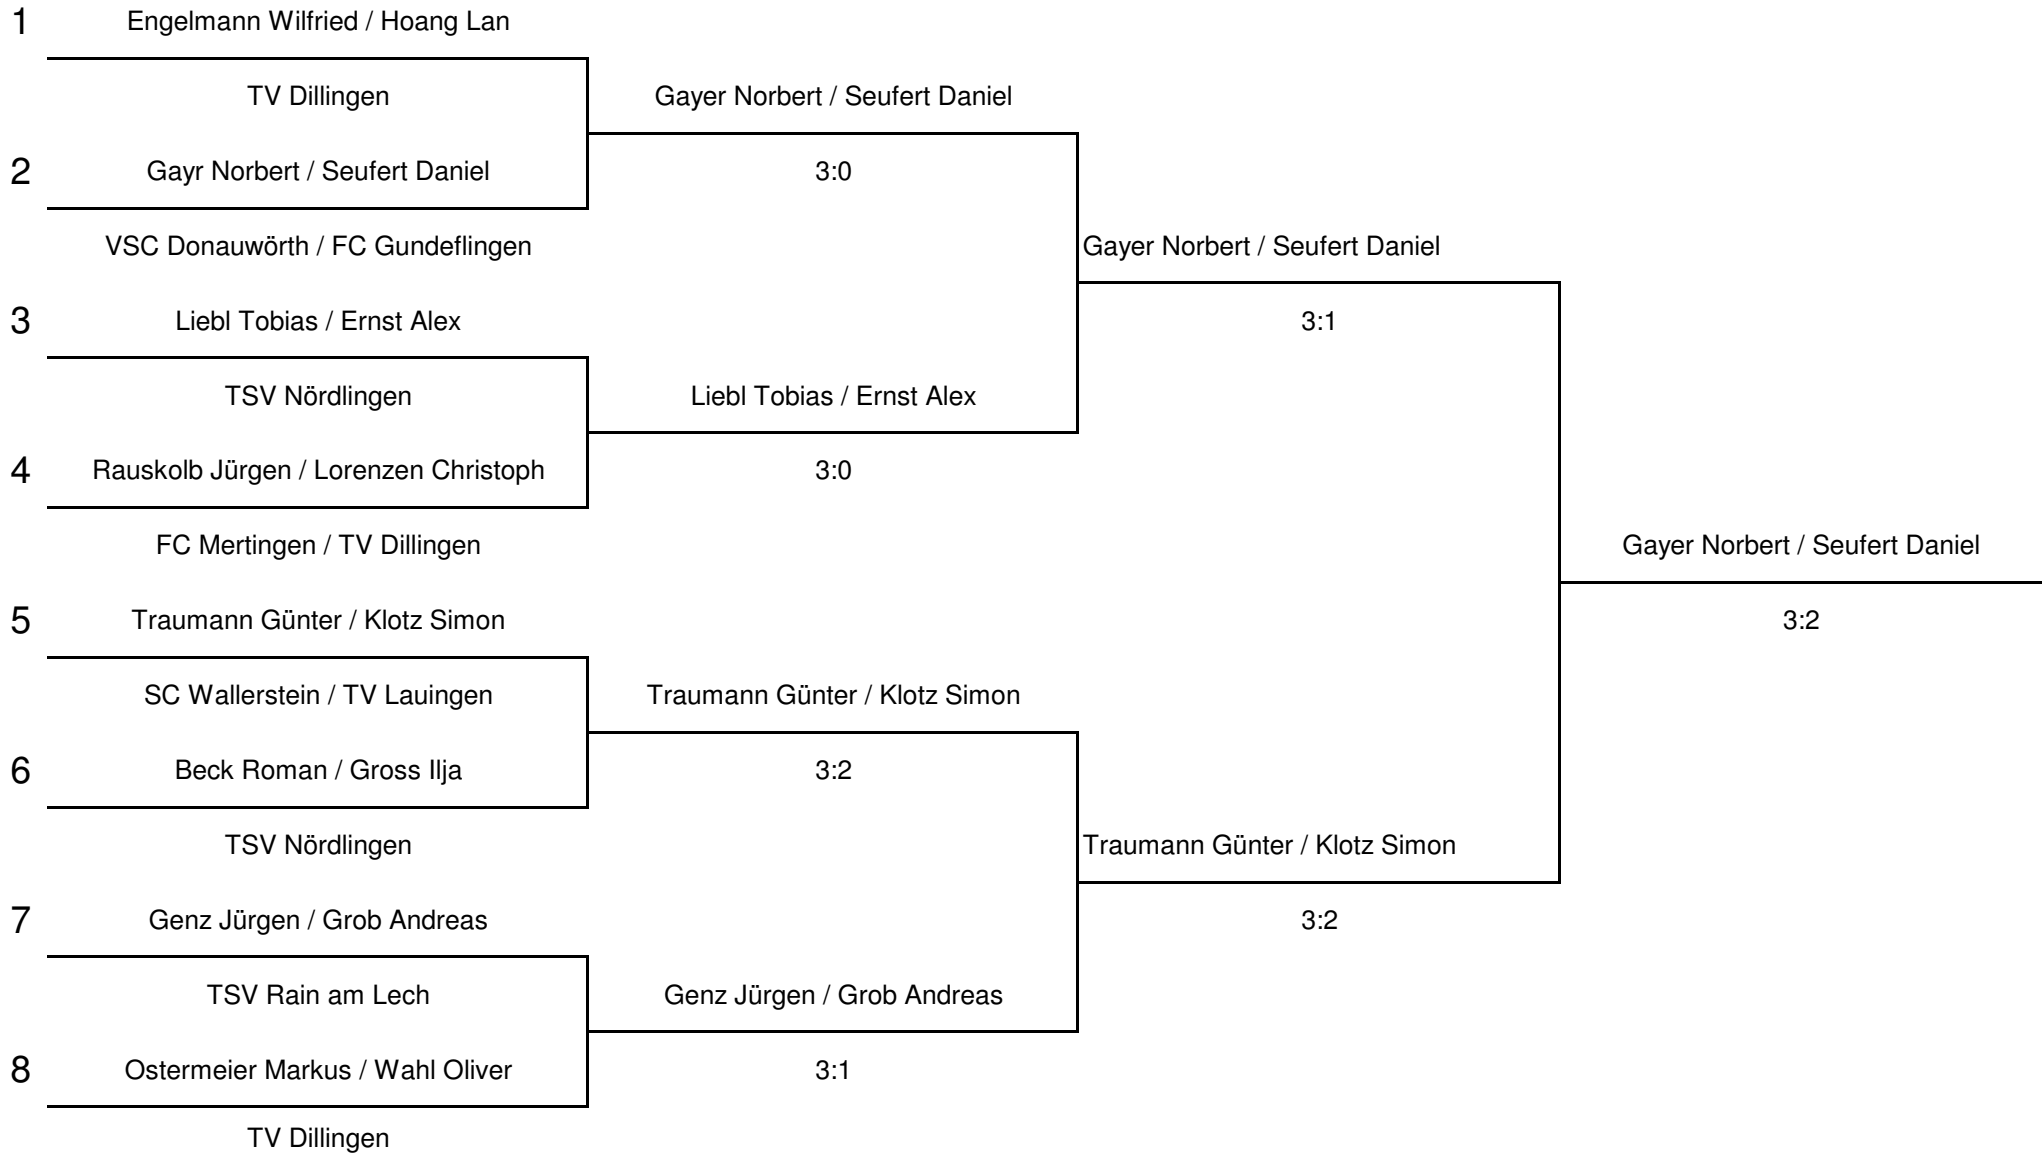 1 Engelmann Wilfried / Hoang Lan
TV Dillingen Gayer Norbert / Seufert Daniel
2 Gayr Norbert / Seufert Daniel 3:0
VSC Donauwörth / FC Gundeflingen Gayer Norbert / Seufert Daniel
3 Liebl Tobias / Ernst Alex 3:1
TSV Nördlingen Liebl Tobias / Ernst Alex
4 Rauskolb Jürgen / Lorenzen Christoph 3:0
FC Mertingen / TV Dillingen Gayer Norbert / Seufert Daniel
5 Traumann Günter / Klotz Simon 3:2
SC Wallerstein / TV Lauingen Traumann Günter / Klotz Simon
6 Beck Roman / Gross Ilja 3:2
TSV Nördlingen Traumann Günter / Klotz Simon
7 Genz Jürgen / Grob Andreas 3:2
TSV Rain am Lech Genz Jürgen / Grob Andreas
8 Ostermeier Markus / Wahl Oliver 3:1
TV Dillingen